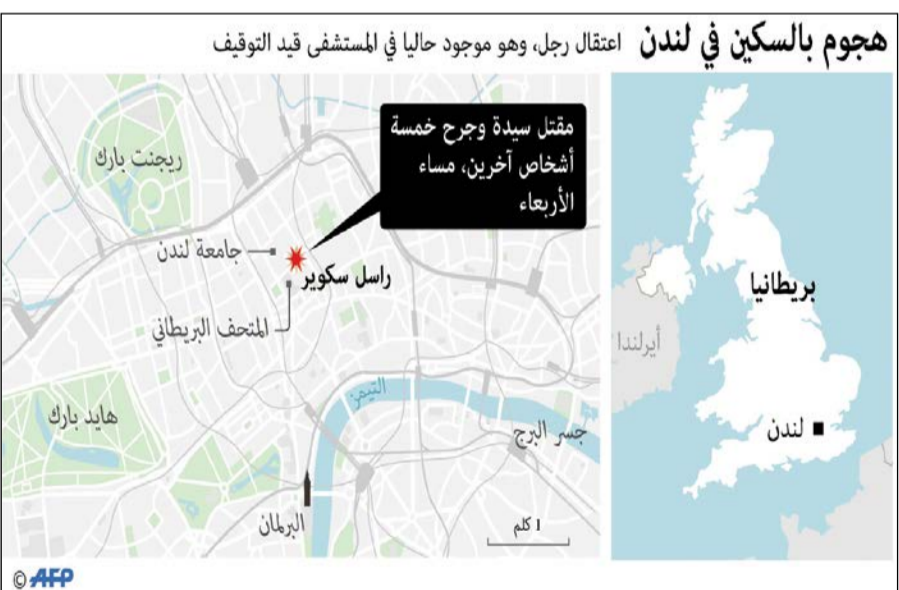 هجوم بالسكين في لندن اعتقال رجل، وهو موجود حاليا في المستشفى قيد التوقيف
مقتل سيدة وجرح خمسة
أشخاص آخرين، مساء
الأربعاء
ريجنت بارك
جامعة لندن
راسل سكوير
المتحف البريطاني
هايد بارك
التيمز
جسر البرج
البرلمان
1 كلم
بريطانيا
أيرلندا
لندن
© AFP